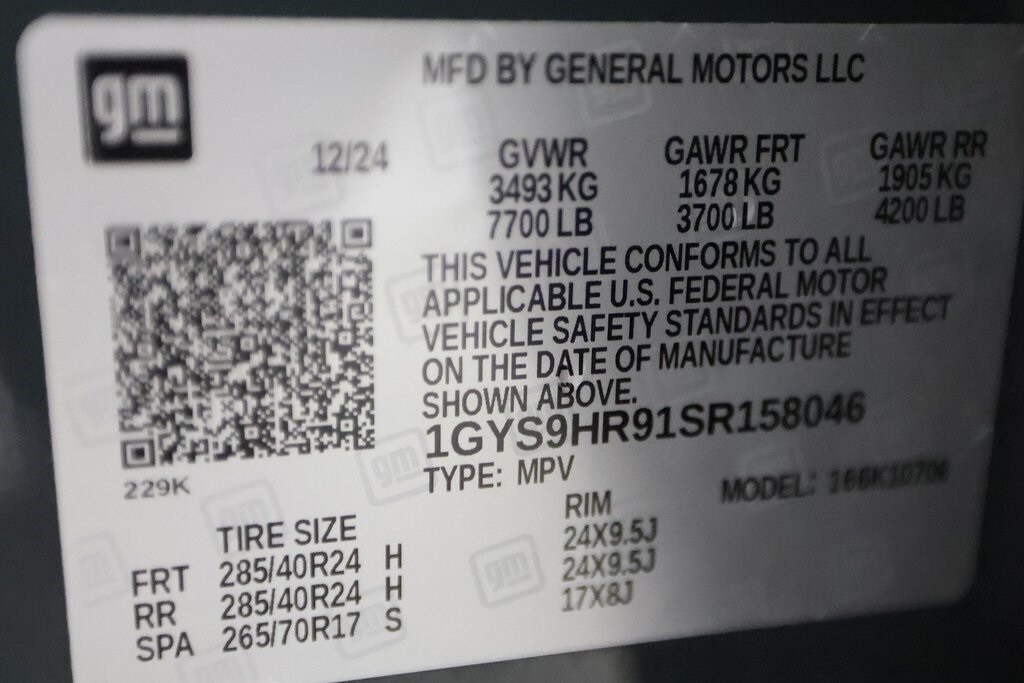 gm
MFD BY GENERAL MOTORS LLC
12/24
GVWR GAWR FRT GAWR RR
3493 KG 1678 KG 1905 KG
7700 LB 3700 LB 4200 LB
THIS VEHICLE CONFORMS TO ALL
APPLICABLE U.S. FEDERAL MOTOR
VEHICLE SAFETY STANDARDS IN EFFECT
ON THE DATE OF MANUFACTURE
SHOWN ABOVE.
1GYS9HR91SR158046
229K
TYPE: MPV MODEL:
TIRE SIZE RIM
FRT 285/40R24 H 24X9.5J
RR 285/40R24 H 24X9.5J
SPA 265/70R17 S 17X8J